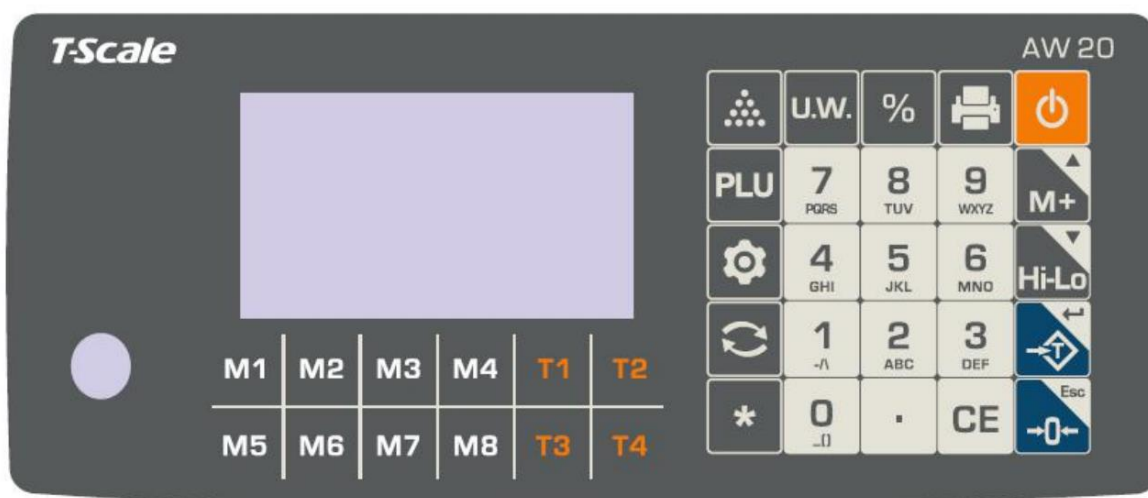 T-Scale
AW 20
U.W. %
PLU 7 8 9 M+
PQRS TUV WXYZ
4 5 6 Hi-Lo
GHI JKL MNO
1 2 3 T
-/\ ABC DEF
Esc
* 0 . CE →0←
_[]
M1 M2 M3 M4 T1 T2
M5 M6 M7 M8 T3 T4